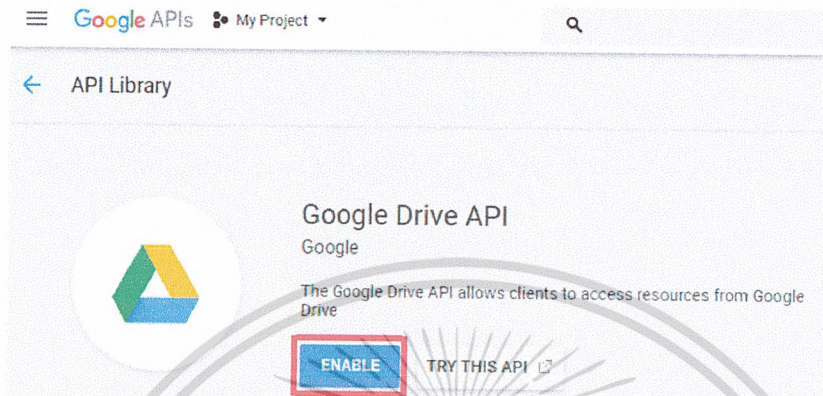 Google APIs My Project
API Library
Google Drive API
Google
The Google Drive API allows clients to access resources from Google
Drive
ENABLE TRY THIS API